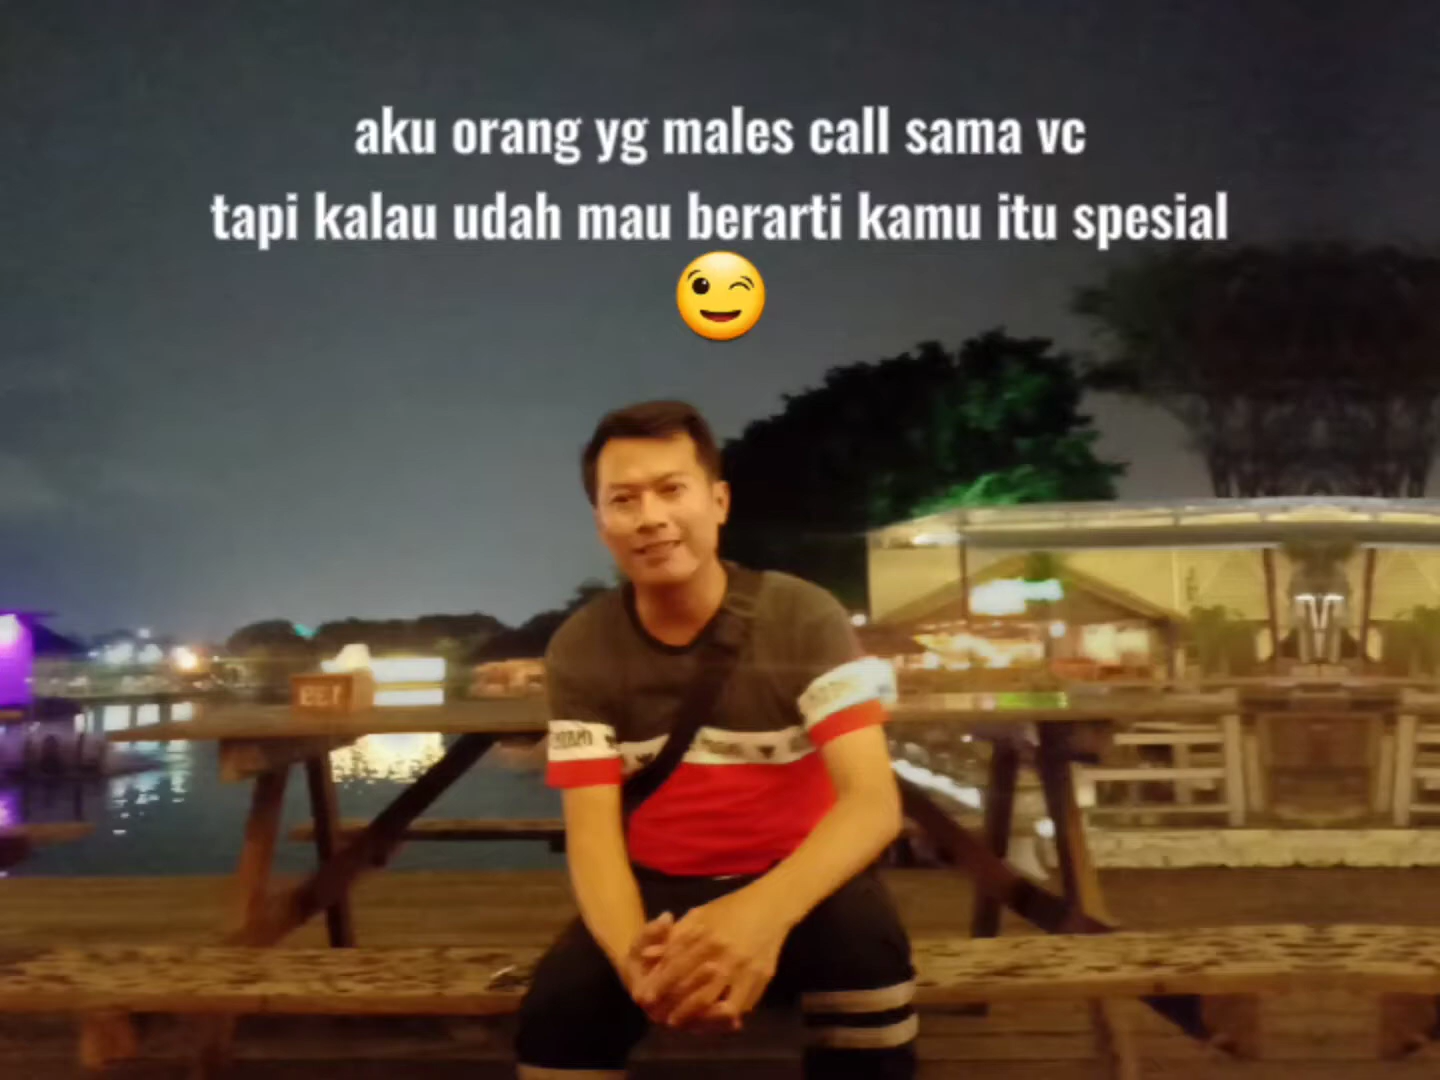 aku orang yg males call sama vc
tapi kalau udah mau berarti kamu itu spesial
😉